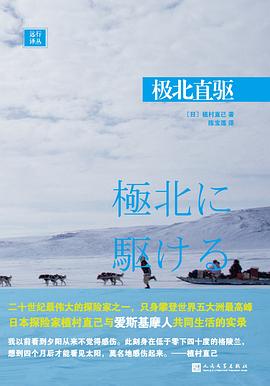 远行
译丛
极北直驱
〔日〕植村直己 著
陈宝莲 译
極北に
駆ける
二十世纪最伟大的探险家之一，只身攀登世界五大洲最高峰
日本探险家植村直己与爱斯基摩人共同生活的实录
我以前看到夕阳从来不觉得感伤。此刻身在低于零下四十度的格陵兰，
想到四个月后才能看见太阳，莫名地感伤起来。——植村直己
人民文学出版社